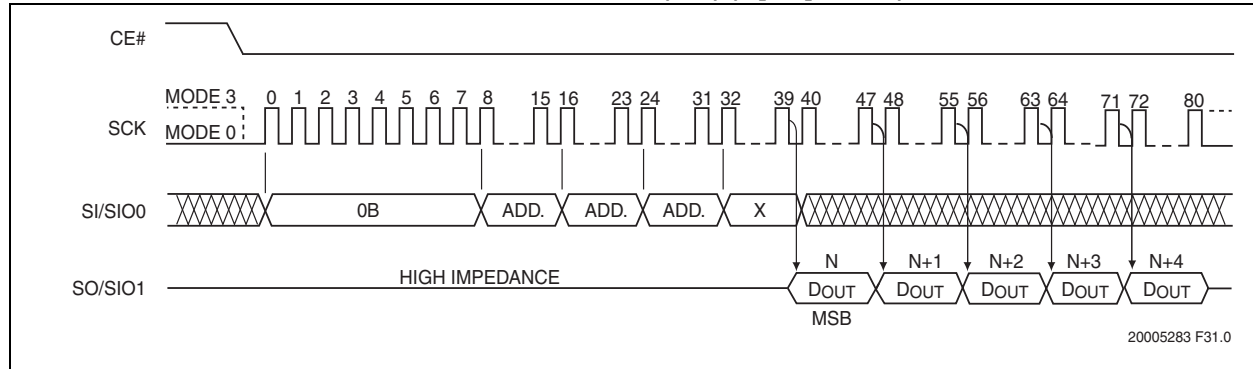 CE#
MODE 3
0 1 2 3 4 5 6 7 8 15 16 23 24 31 32 39 40 47 48 55 56 63 64 71 72 80
SCK
MODE 0
SI/SIO0
0B
ADD.
ADD.
ADD.
X
N N+1 N+2 N+3 N+4
SO/SIO1
HIGH IMPEDANCE
DOUT DOUT DOUT DOUT DOUT
MSB
20005283 F31.0